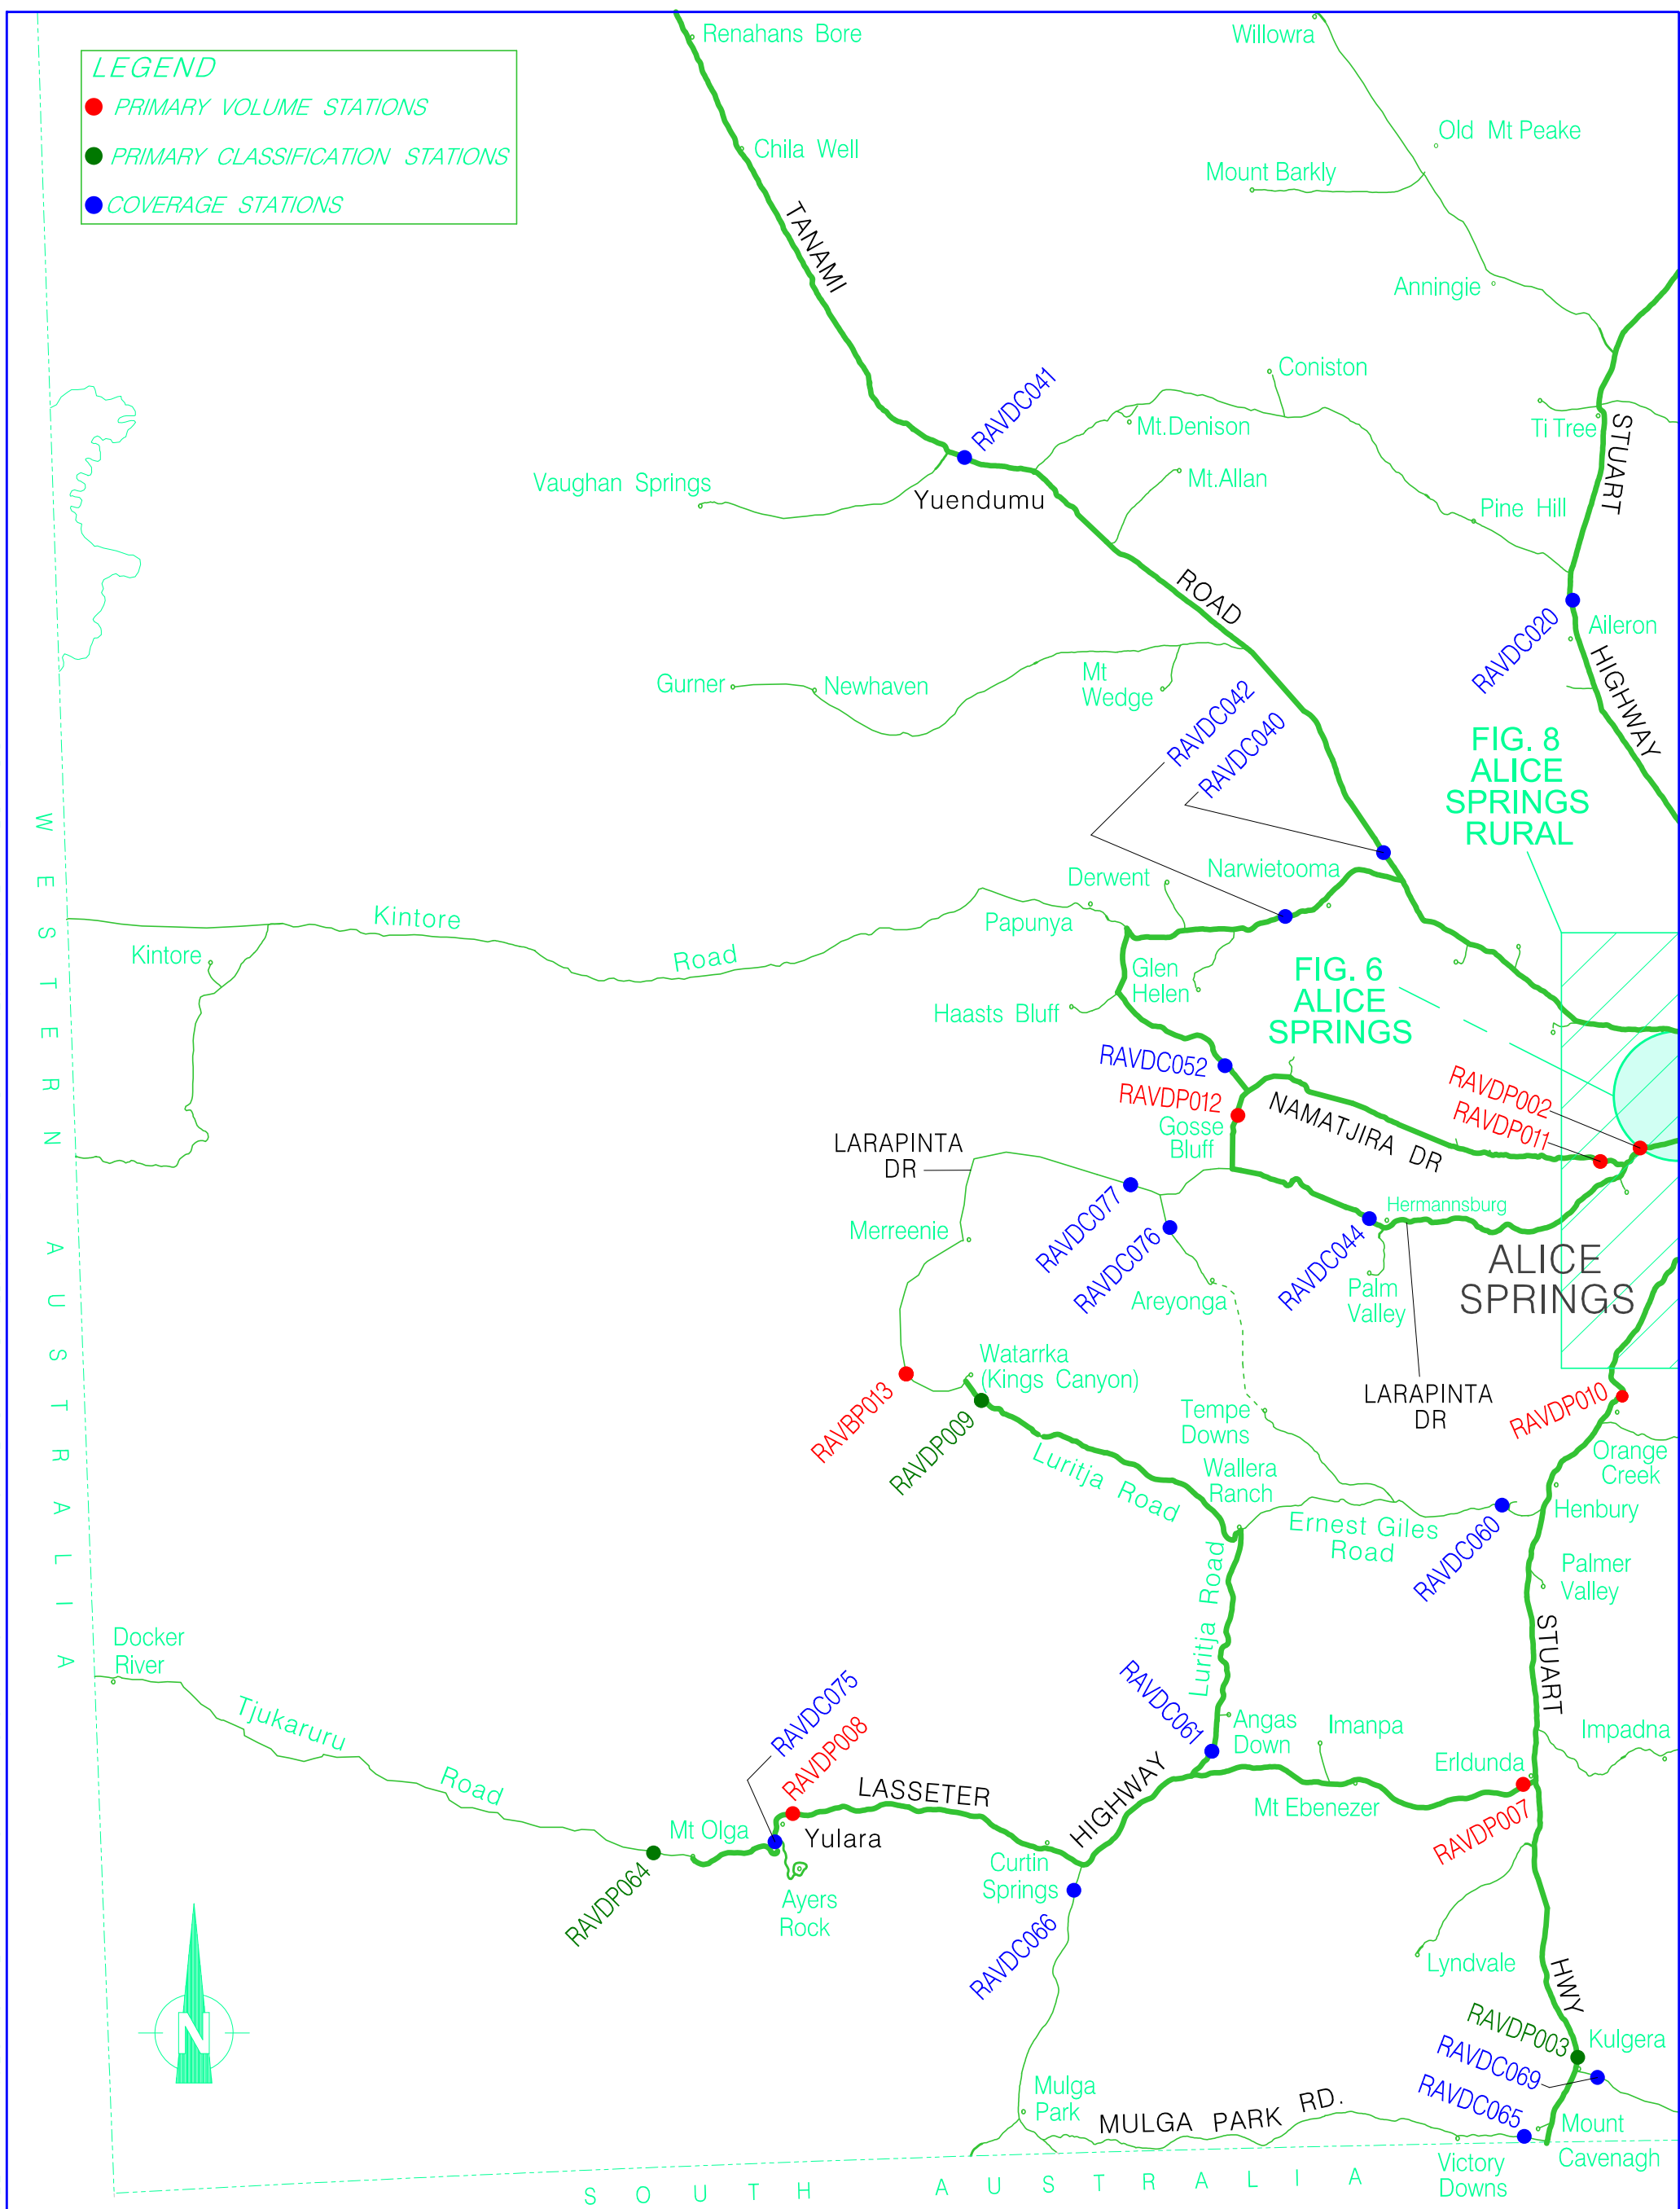 LEGEND
PRIMARY VOLUME STATIONS
PRIMARY CLASSIFICATION STATIONS
COVERAGE STATIONS
Renahans Bore
Willowra
Old Mt Peake
Chila Well
Mount Barkly
TANAMI
Anningie
Coniston
RAVDC041
Mt.Denison
Ti Tree
STUART
Vaughan Springs
Mt.Allan
Yuendumu
Pine Hill
ROAD
RAVDC020
Aileron
HIGHWAY
Gurner
Newhaven
Mt
Wedge
RAVDC042
RAVDC040
FIG. 8
ALICE
SPRINGS
RURAL
WESTERN AUSTRALIA
Derwent
Narwietooma
Kintore
Road
Papunya
Kintore
Glen
Helen
FIG. 6
ALICE
SPRINGS
Haasts Bluff
RAVDC052
RAVDP012
RAVDP002
RAVDP011
NAMATJIRA DR
Gosse
Bluff
LARAPINTA
DR
RAVDC077
RAVDC076
Merreenie
Hermannsburg
RAVDC044
Palm
Valley
ALICE
SPRINGS
Areyonga
Watarrka
(Kings Canyon)
RAVBP013
RAVDP009
LARAPINTA
DR
RAVDP010
Tempe
Downs
Orange
Creek
Luritja Road
Wallera
Ranch
Ernest Giles
Road
RAVDC060
Henbury
Palmer
Valley
Luritja Road
STUART
Docker
River
Tjukaruru
Road
RAVDC075
RAVDP008
RAVDC061
Angas
Down
Imanpa
Impadna
Erldunda
LASSETER
HIGHWAY
Mt Ebenezer
RAVDP007
Mt Olga
Yulara
RAVDP064
Ayers
Rock
Curtin
Springs
RAVDC066
Lyndvale
HWY
N
RAVDP003
Kulgera
RAVDC069
RAVDC065
Mulga
Park
MULGA PARK RD.
Mount
Cavenagh
Victory
Downs
SOUTH AUSTRALIA